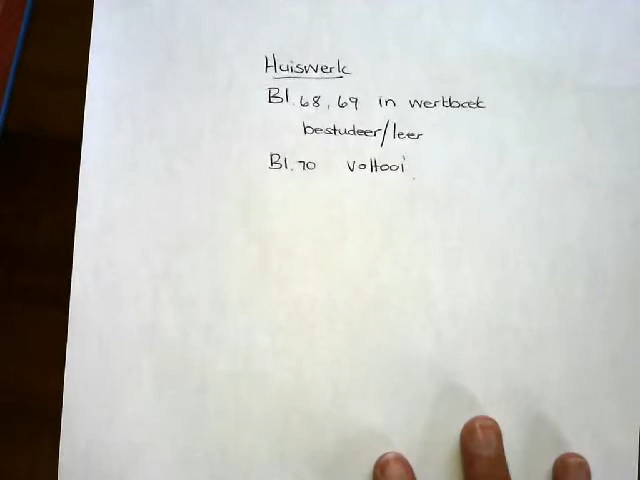 Huiswerk
Bl. 68, 69 in werkboek
bestudeer/leer
Bl. 70 voltooi.